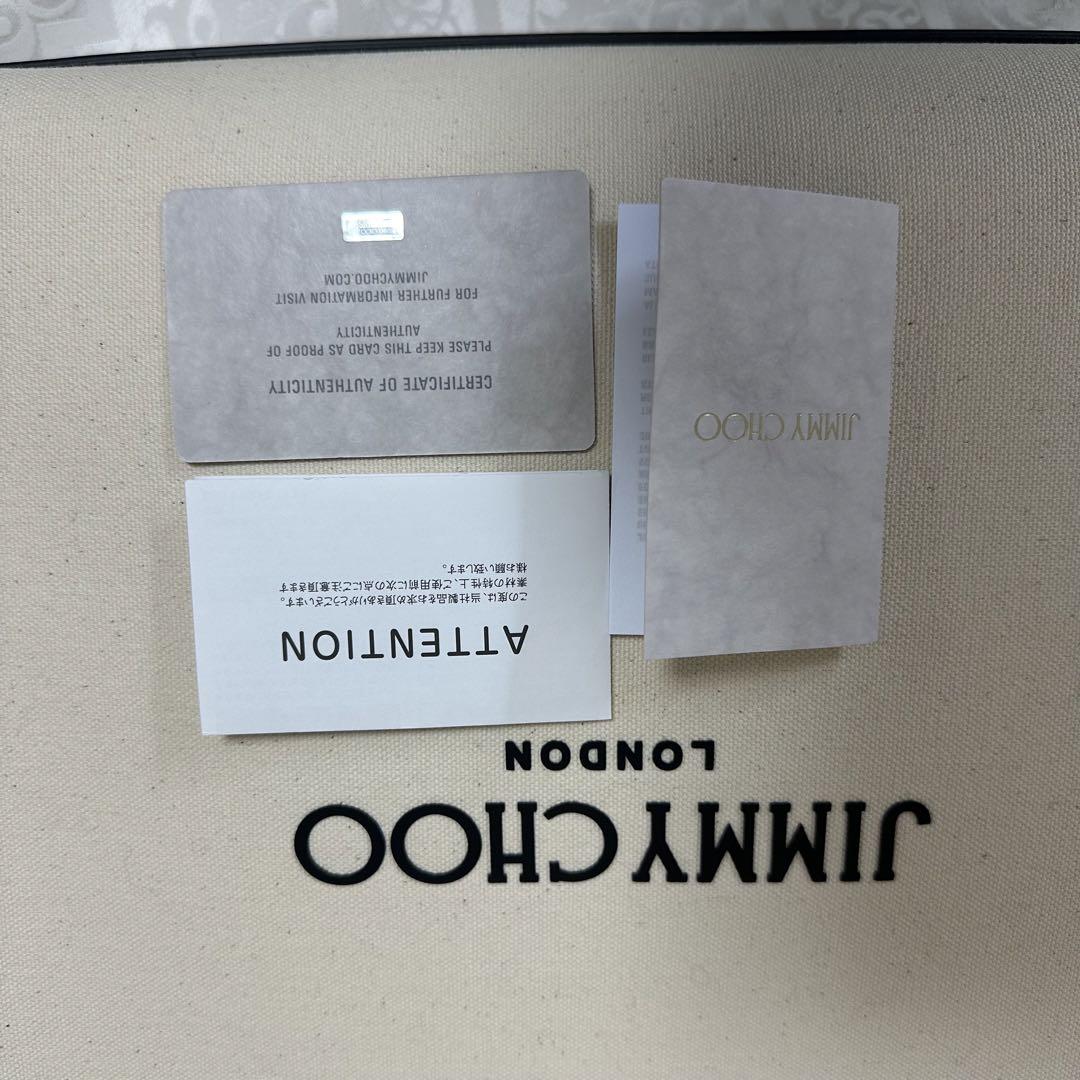 JIMMY CHOO
LONDON
ATTENTION
この度は、当社製品をお求め頂きありがとうございます。
素材の特性上、ご使用前に次の点にご注意頂きます
様お願い致します。
CERTIFICATE OF AUTHENTICITY
PLEASE KEEP THIS CARD AS PROOF OF
AUTHENTICITY
FOR FURTHER INFORMATION VISIT
JIMMYCHOO.COM
JIMMY CHOO